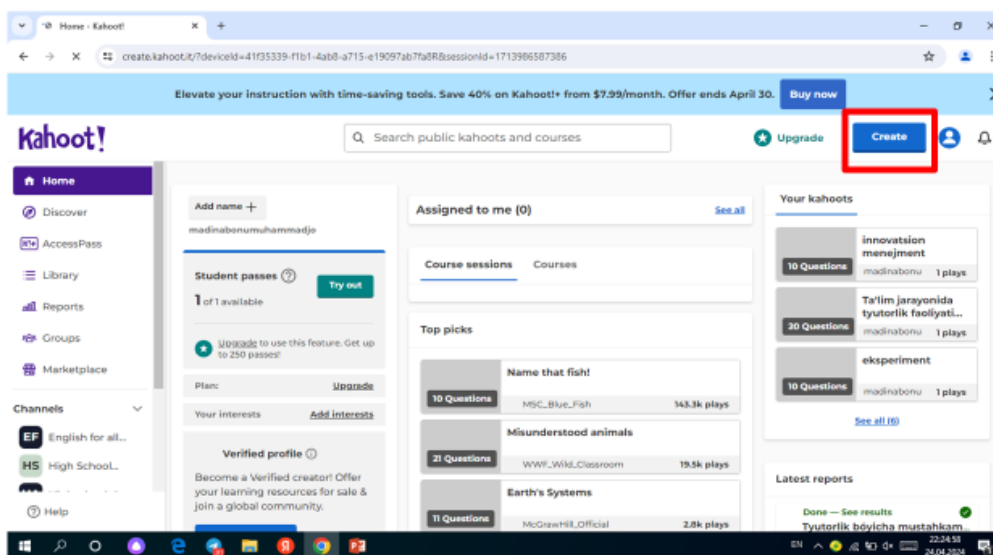 Home - Kahoot!
create.kahoot.it/?deviceId=41f35339-f1b1-4ab8-a715-e19097ab7fa8R&sessionId=1713986587386
Elevate your instruction with time-saving tools. Save 40% on Kahoot!+ from $7.99/month. Offer ends April 30. Buy now
Kahoot!
Search public kahoots and courses
Upgrade
Create
Home
Discover
AccessPass
Library
Reports
Groups
Marketplace
Channels
EF English for all...
HS High School...
Help
Add name +
madinabonumuhammadjo
Student passes ?
1 of 1 available
Try out
Upgrade to use this feature. Get up
to 250 passes!
Plan: Upgrade
Your interests Add interests
Verified profile
Become a Verified creator! Offer
your learning resources for sale &
join a global community.
Assigned to me (0) See all
Course sessions Courses
Top picks
Name that fish!
10 Questions
MSC_Blue_Fish 143.3k plays
Misunderstood animals
21 Questions
WWF_Wild_Classroom 19.5k plays
Earth's Systems
11 Questions
McGrawHill_Official 2.8k plays
Your kahoots
innovatsion
menejment
10 Questions
madinabonu 1 plays
Ta'lim jarayonida
tyutorlik faoliyati...
20 Questions
madinabonu 1 plays
eksperiment
10 Questions
madinabonu 1 plays
See all (6)
Latest reports
Done — See results
Tyutorlik bóyicha mustahkam...
EN
22:24:58
24.04.2024